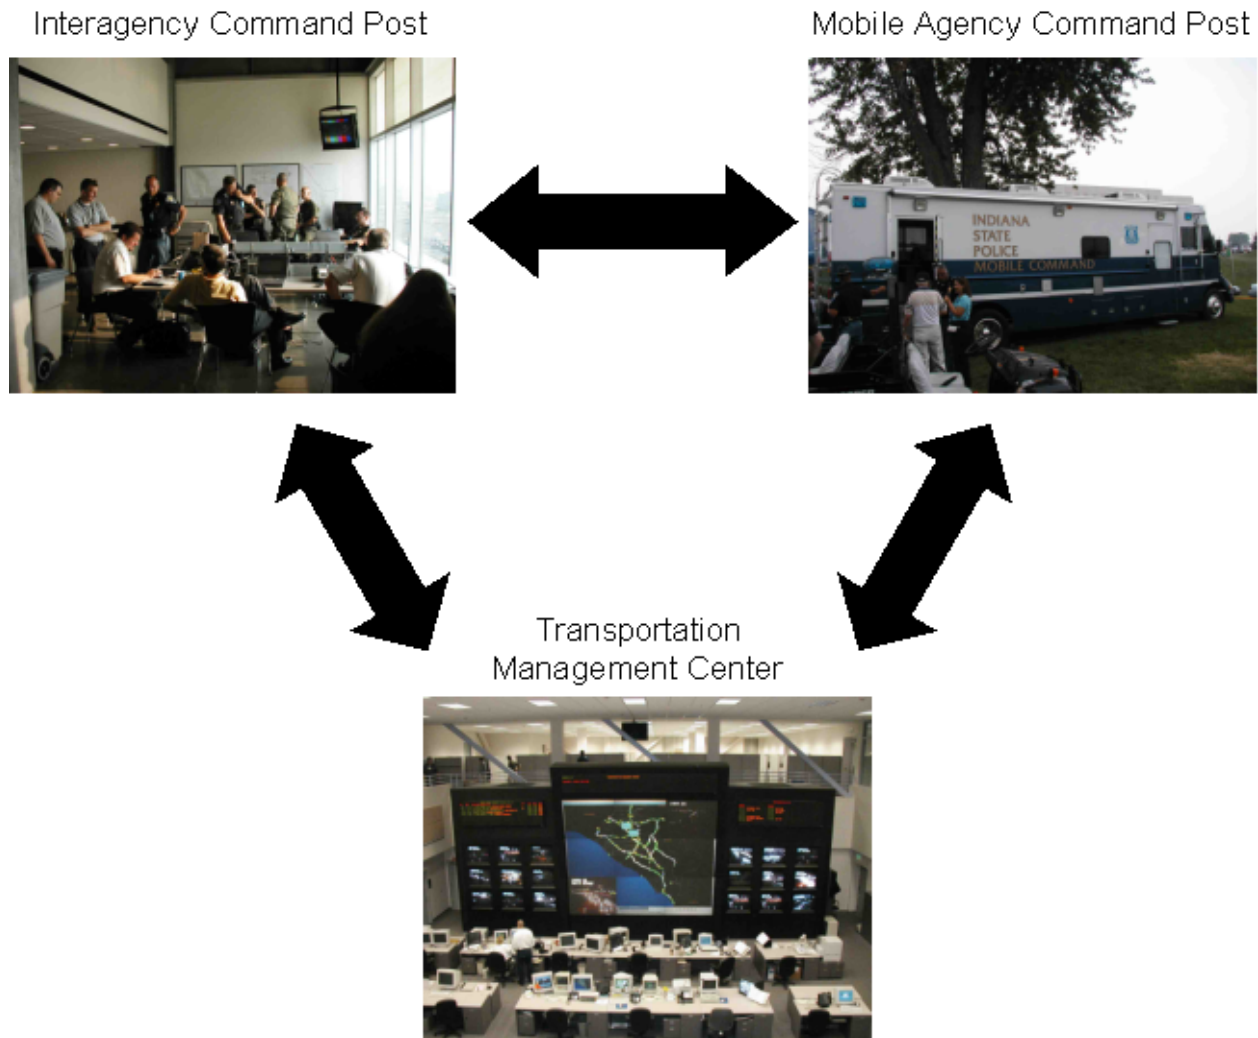 Interagency Command Post
Mobile Agency Command Post
INDIANA
STATE
POLICE
MOBILE COMMAND
Transportation
Management Center